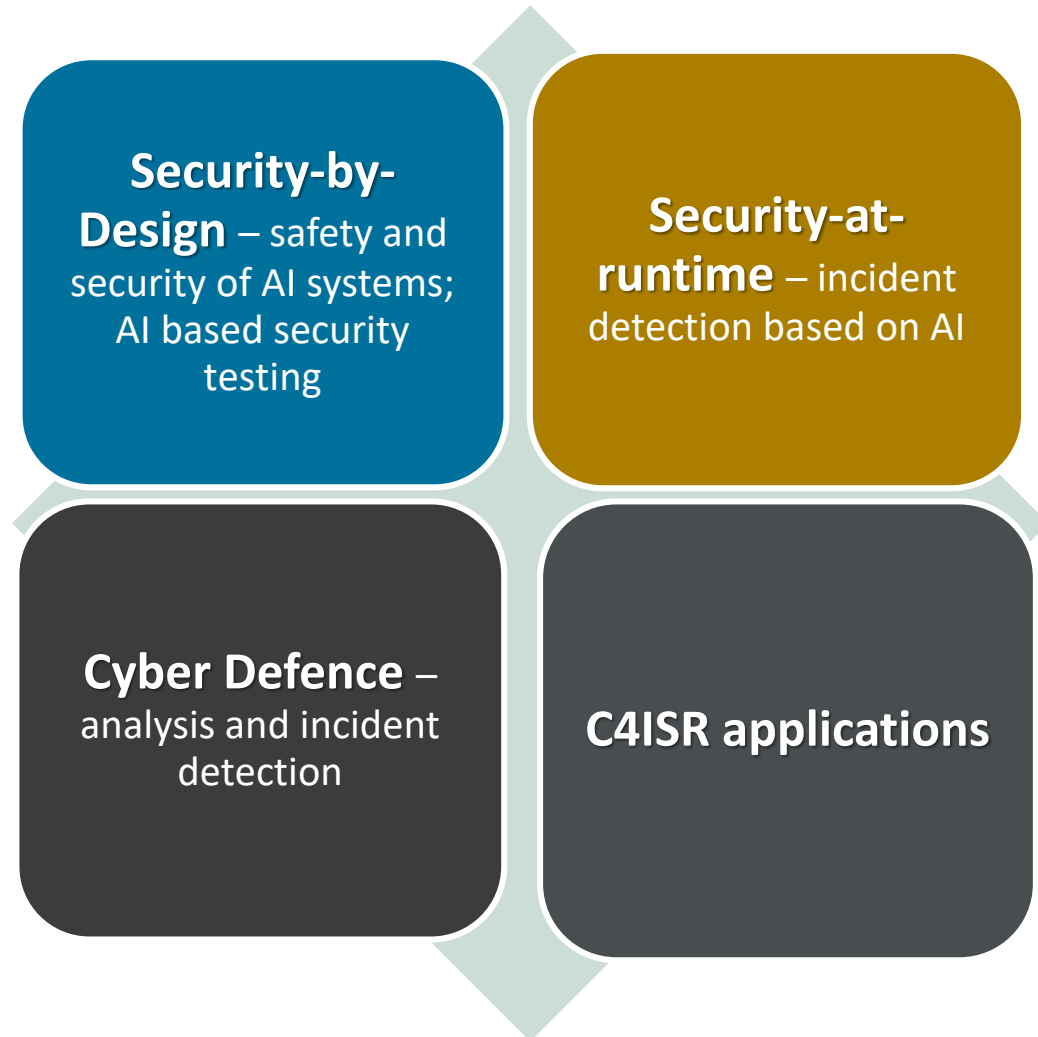 Security-by-
Design – safety and
security of AI systems;
AI based security
testing
Security-at-
runtime – incident
detection based on AI
Cyber Defence –
analysis and incident
detection
C4ISR applications